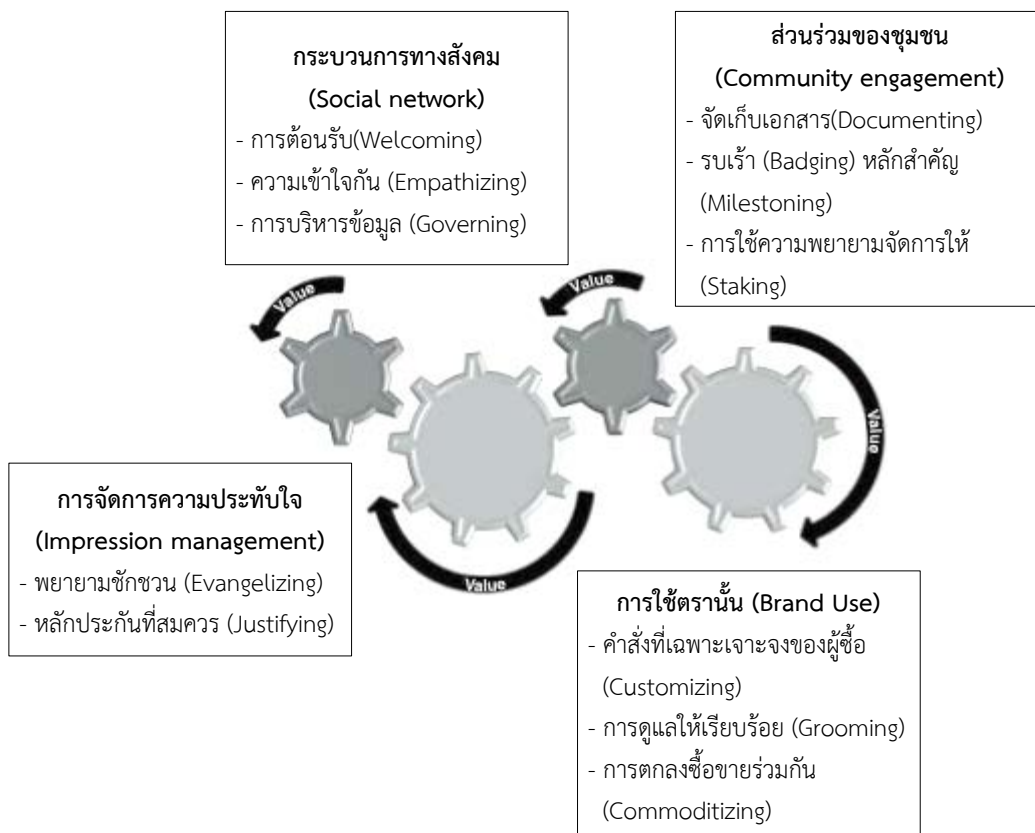 กระบวนการทางสังคม
(Social network)
- การต้อนรับ(Welcoming)
- ความเข้าใจกัน (Empathizing)
- การบริหารข้อมูล (Governing)
ส่วนร่วมของชุมชน
(Community engagement)
- จัดเก็บเอกสาร(Documenting)
- รบเร้า (Badging) หลักสำคัญ
(Milestoning)
- การใช้ความพยายามจัดการให้
(Staking)
Value
Value
Value
Value
การจัดการความประทับใจ
(Impression management)
- พยายามชักชวน (Evangelizing)
- หลักประกันที่สมควร (Justifying)
การใช้ตรานั้น (Brand Use)
- คำสั่งที่เฉพาะเจาะจงของผู้ซื้อ
(Customizing)
- การดูแลให้เรียบร้อย (Grooming)
- การตกลงซื้อขายร่วมกัน
(Commoditizing)